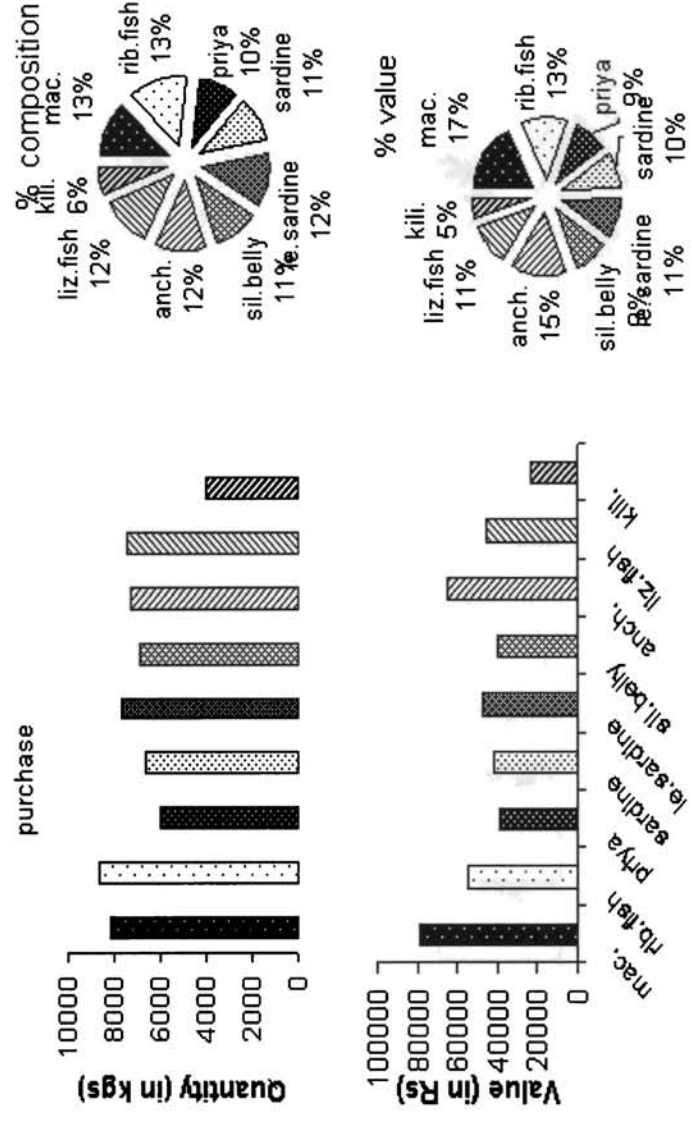 purchase
Quantity (in kgs)
10000
8000
6000
4000
2000
0
% composition
mac.
13%
rib.fish
13%
priya
10%
sardine
11%
le.sardine
12%
sil.belly
11%
anch.
12%
liz.fish
12%
kili.
6%
Value (in Rs)
100000
80000
60000
40000
20000
0
mac.
rib.fish
priya
sardine
le.sardine
sil.belly
anch.
liz.fish
kili.
% value
mac.
17%
rib.fish
13%
priya
9%
sardine
10%
le.sardine
11%
sil.belly
anch.
15%
liz.fish
11%
kili.
5%